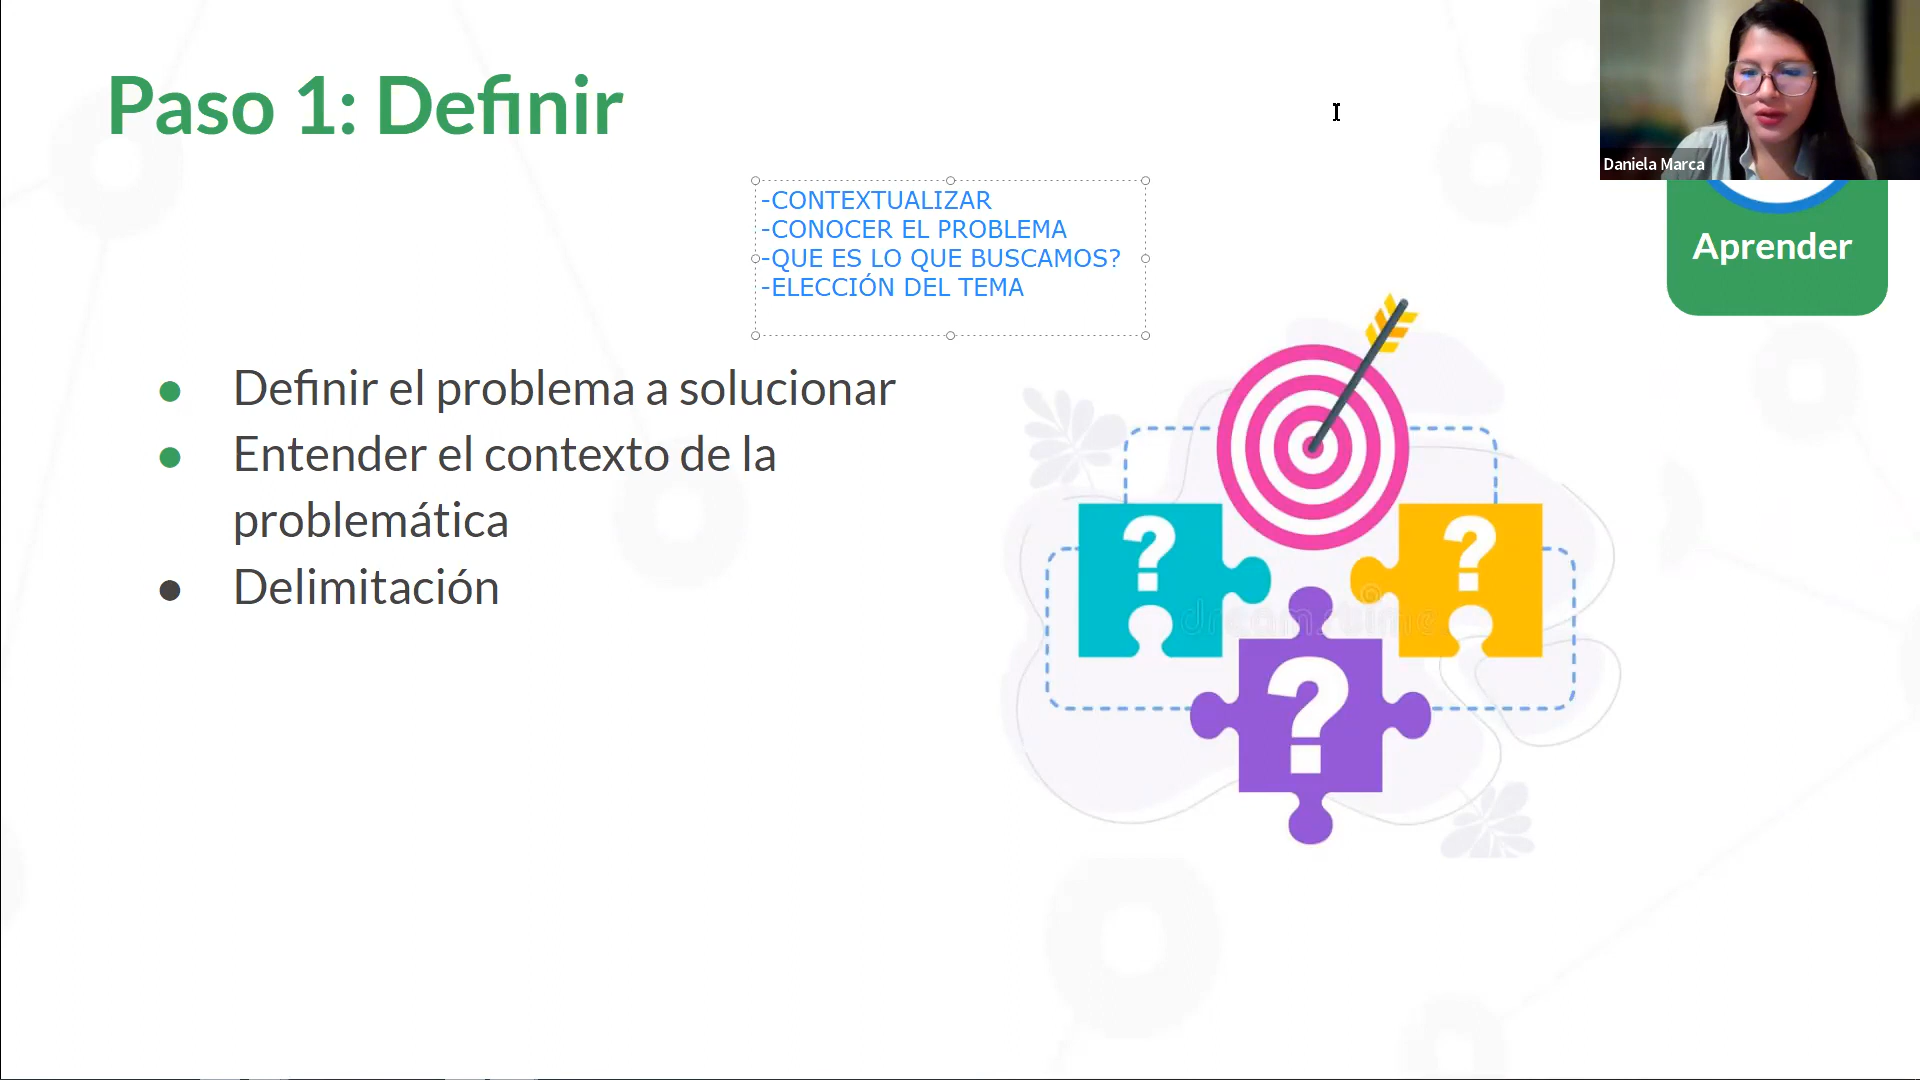 Paso 1: Definir
Daniela Marca
Aprender
-CONTEXTUALIZAR
-CONOCER EL PROBLEMA
-QUE ES LO QUE BUSCAMOS?
-ELECCIÓN DEL TEMA
● Definir el problema a solucionar
● Entender el contexto de la
problemática
● Delimitación
?
?
?
dreamstime